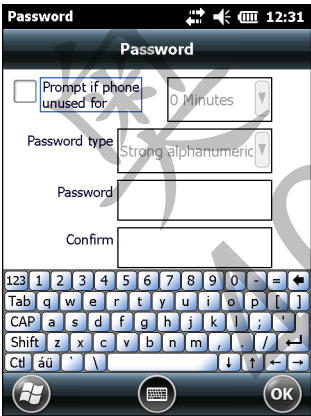 Password 12:31
Password
Prompt if phone
unused for
0 Minutes
Password type
Strong alphanumeric
Password
Confirm
123 1 2 3 4 5 6 7 8 9 0 - =
Tab q w e r t y u i o p [ ]
CAP a s d f g h j k l ; '
Shift z x c v b n m , . /
Ctl áü ` \
OK